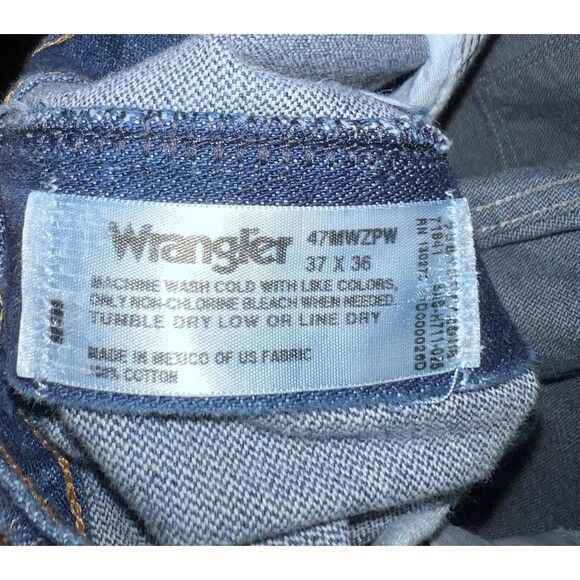 Wrangler
47MWZPW
37 X 36
MACHINE WASH COLD WITH LIKE COLORS,
ONLY NON-CHLORINE BLEACH WHEN NEEDED.
TUMBLE DRY LOW OR LINE DRY
MADE IN MEXICO OF US FABRIC
100% COTTON